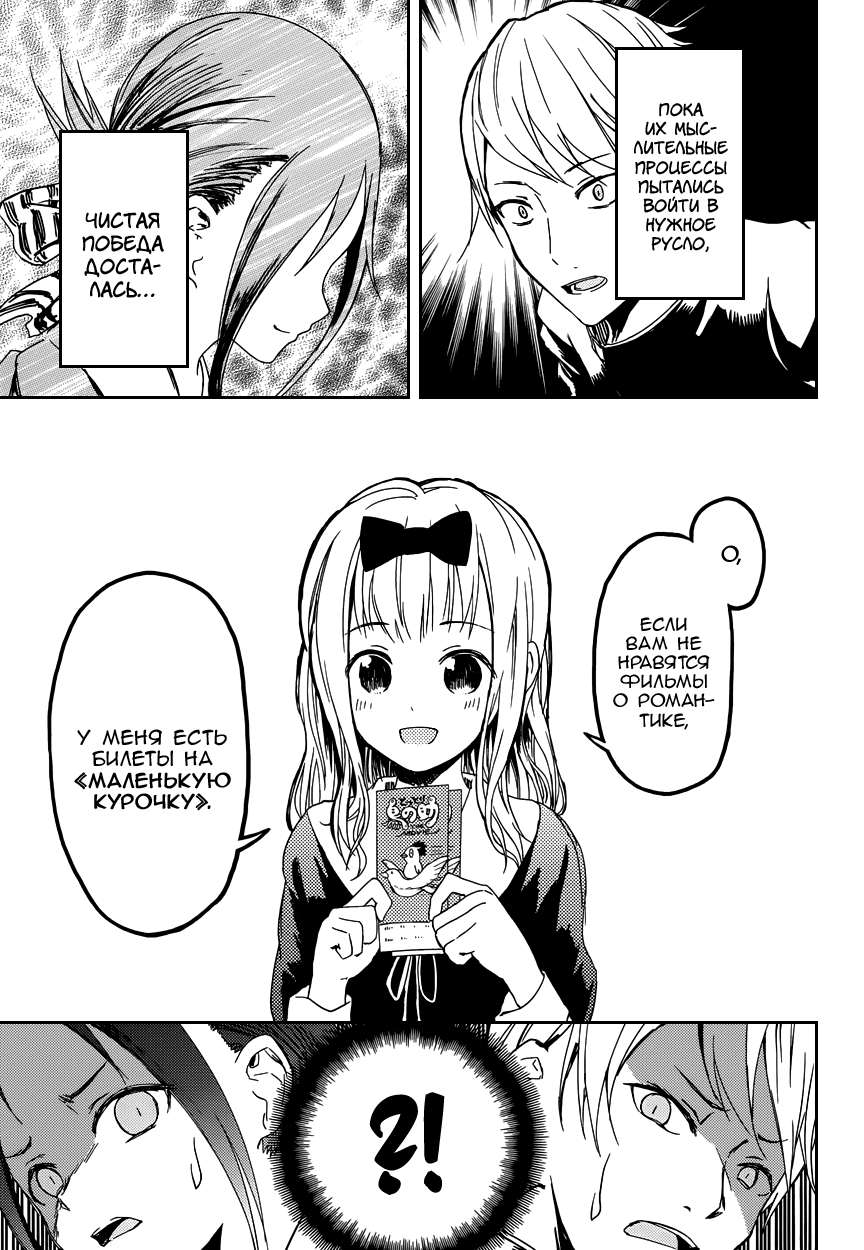 ПОКА
ИХ МЫС-
ЛИТЕЛЬНЫЕ
ПРОЦЕССЫ
ПЫТАЛИСЬ
ВОЙТИ В
НУЖНОЕ
РУСЛО,
ЧИСТАЯ
ПОБЕДА
ДОСТА-
ЛАСЬ...
О,
ЕСЛИ
ВАМ НЕ
НРАВЯТСЯ
ФИЛЬМЫ
О РОМАН-
ТИКЕ,
У МЕНЯ ЕСТЬ
БИЛЕТЫ НА
《МАЛЕНЬКУЮ
КУРОЧКУ》.
MOVIE
?!